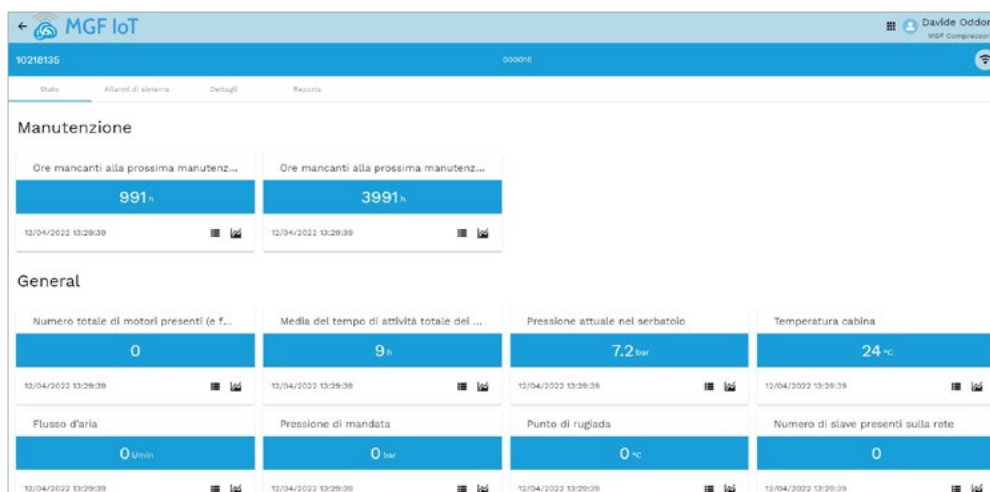 MGF IoT
Davide Oddon
MGF Compressori
10218135
000016
Stato Allarmi di sistema Dettagli Reports
Manutenzione
Ore mancanti alla prossima manutenz... Ore mancanti alla prossima manutenz...
991 h 3991 h
12/04/2022 13:29:39 12/04/2022 13:29:39
General
Numero totale di motori presenti (e f... Media del tempo di attività totale dei ... Pressione attuale nel serbatoio Temperatura cabina
0 9 h 7.2 bar 24 °C
12/04/2022 13:29:39 12/04/2022 13:29:39 12/04/2022 13:29:39 12/04/2022 13:29:39
Flusso d'aria Pressione di mandata Punto di rugiada Numero di slave presenti sulla rete
0 l/min 0 bar 0 °C 0
12/04/2022 13:29:39 12/04/2022 13:29:39 12/04/2022 13:29:39 12/04/2022 13:29:39